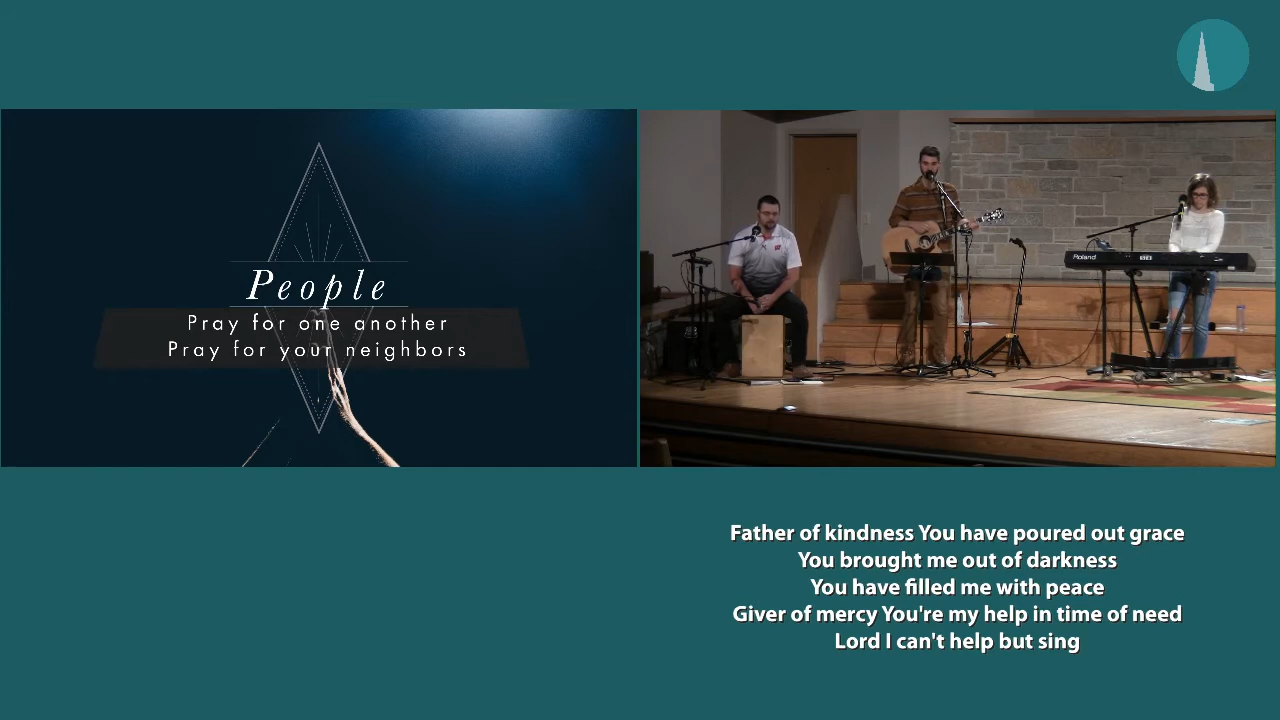 People
Pray for one another
Pray for your neighbors
Roland
Father of kindness You have poured out grace
You brought me out of darkness
You have filled me with peace
Giver of mercy You're my help in time of need
Lord I can't help but sing